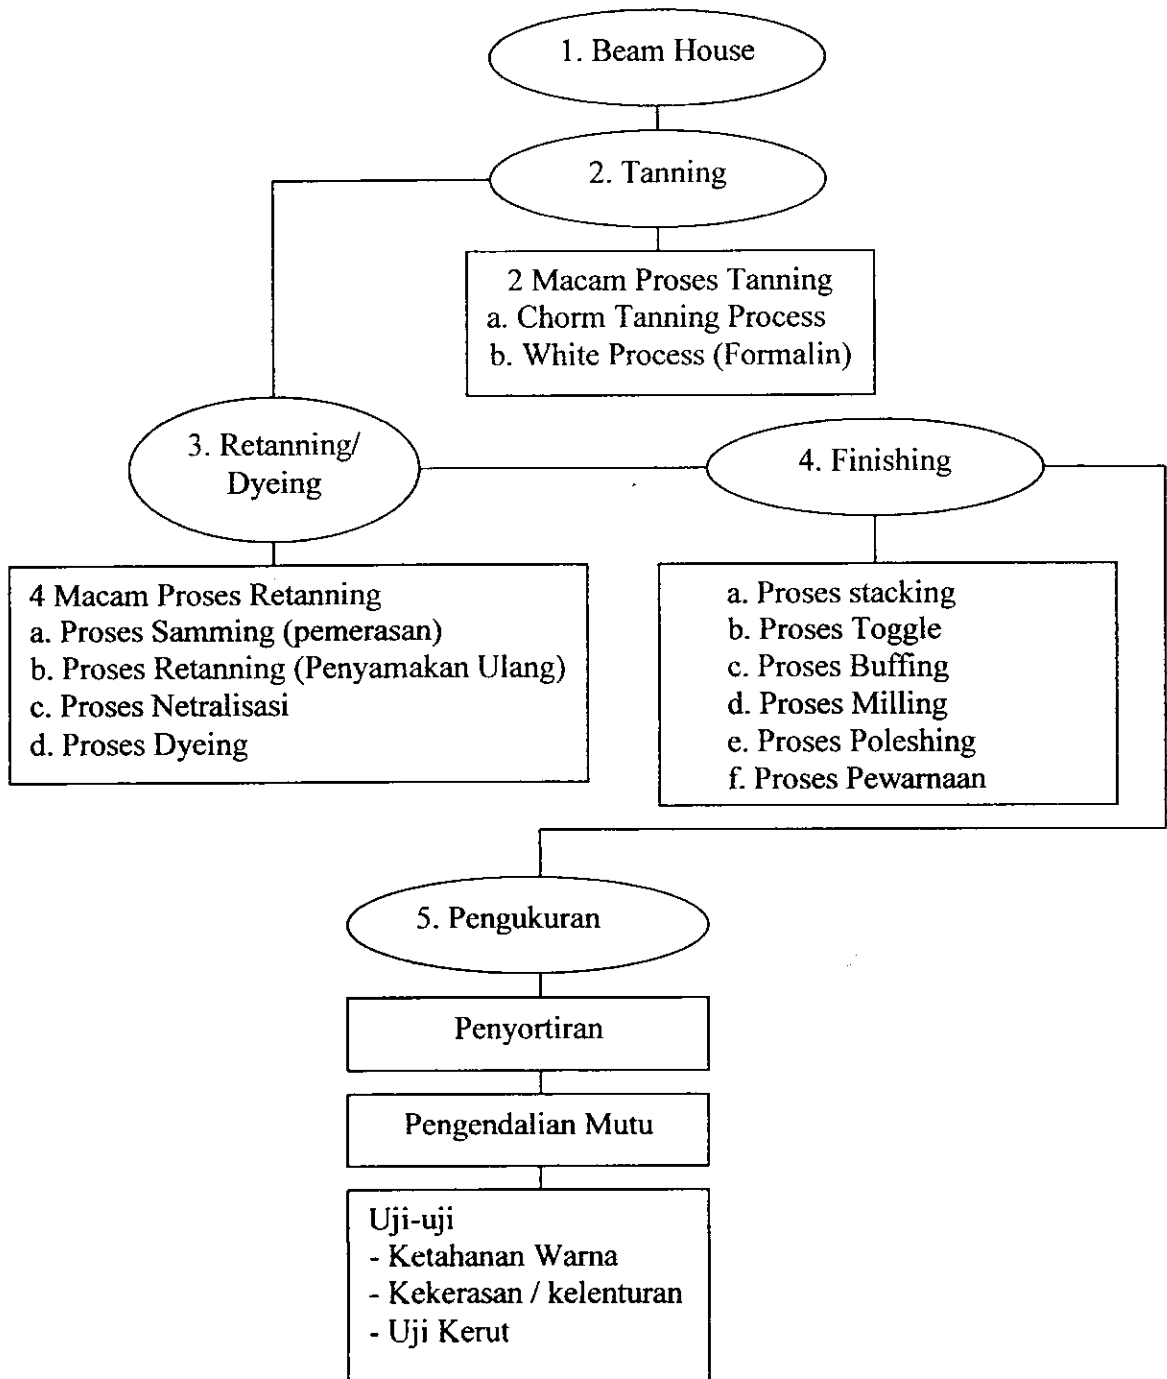 1. Beam House
2. Tanning
2 Macam Proses Tanning
a. Chorm Tanning Process
b. White Process (Formalin)
3. Retanning/
Dyeing
4. Finishing
4 Macam Proses Retanning
a. Proses Samming (pemerasan)
b. Proses Retanning (Penyamakan Ulang)
c. Proses Netralisasi
d. Proses Dyeing
a. Proses stacking
b. Proses Toggle
c. Proses Buffing
d. Proses Milling
e. Proses Poleshing
f. Proses Pewarnaan
5. Pengukuran
Penyortiran
Pengendalian Mutu
Uji-uji
- Ketahanan Warna
- Kekerasan / kelenturan
- Uji Kerut